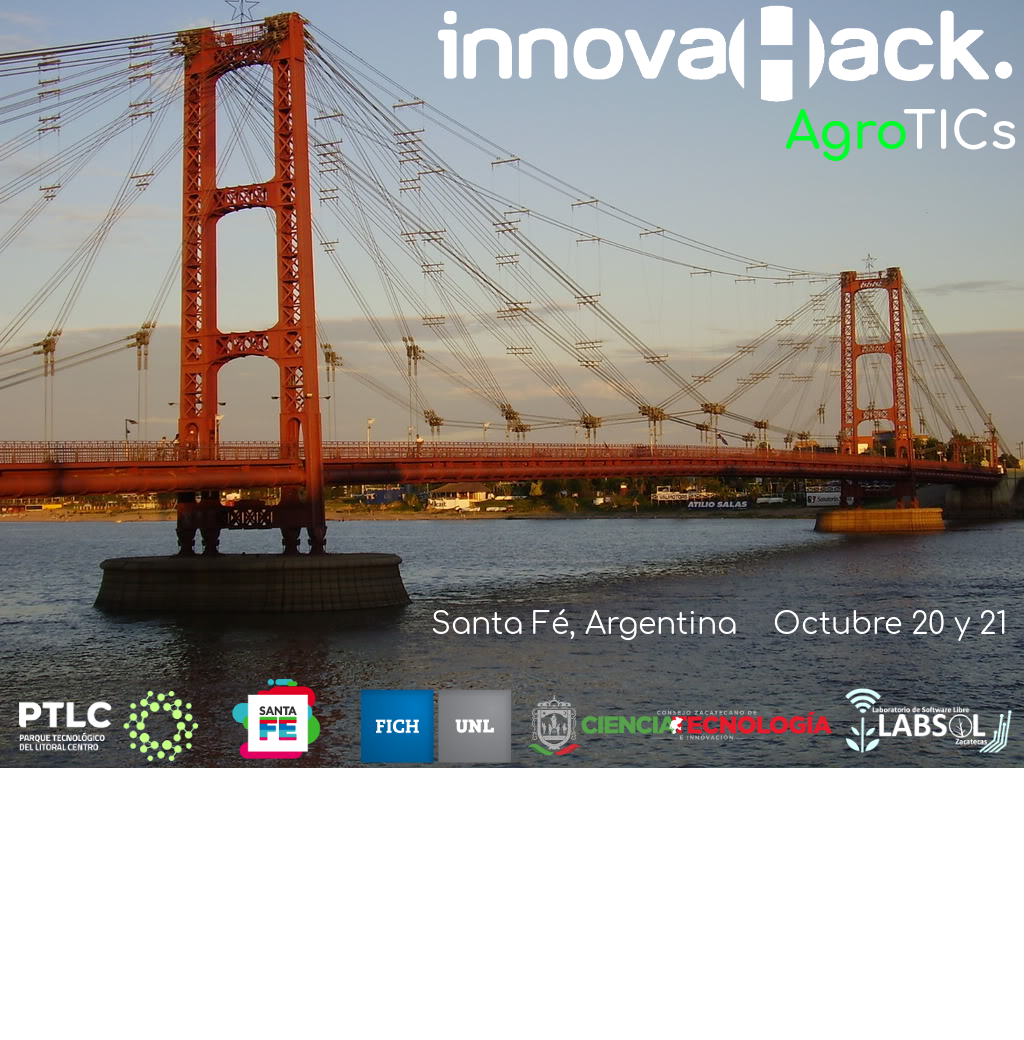 innovaHack.
AgroTICs
ATILIO SALAS
Santa Fé, Argentina Octubre 20 y 21
PTLC
PARQUE TECNOLÓGICO
DEL LITORAL CENTRO
SANTA
FE
FICH
UNL
CONSEJO ZACATECANO DE
CIENCIA TECNOLOGÍA
E INNOVACIÓN
Laboratorio de Software Libre
LABSOL
Zacatecas